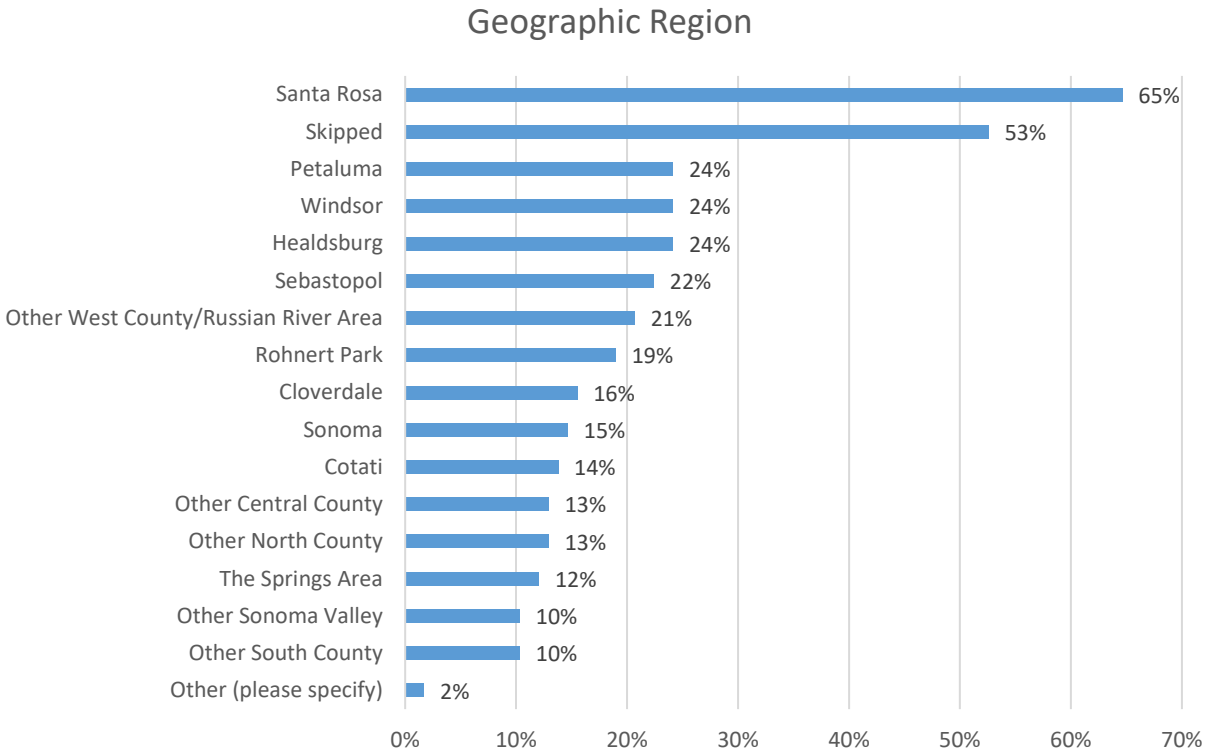 Geographic Region
Santa Rosa 65%
Skipped 53%
Petaluma 24%
Windsor 24%
Healdsburg 24%
Sebastopol 22%
Other West County/Russian River Area 21%
Rohnert Park 19%
Cloverdale 16%
Sonoma 15%
Cotati 14%
Other Central County 13%
Other North County 13%
The Springs Area 12%
Other Sonoma Valley 10%
Other South County 10%
Other (please specify) 2%
0% 10% 20% 30% 40% 50% 60% 70%